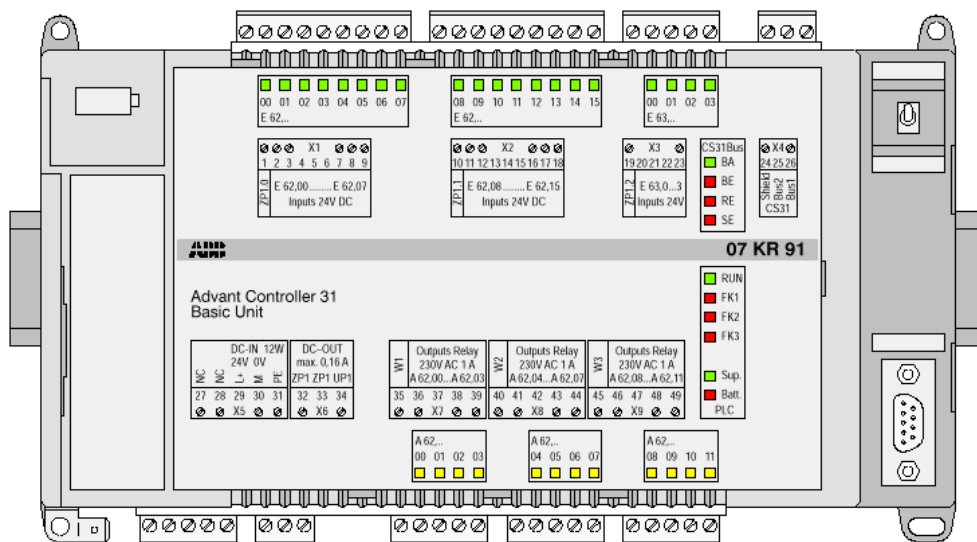 00 01 02 03 04 05 06 07
E 62,..
08 09 10 11 12 13 14 15
E 62,..
00 01 02 03
E 63,..
X1
1 2 3 4 5 6 7 8 9
ZP1.0
E 62,00.........E 62,07
Inputs 24V DC
X2
10 11 12 13 14 15 16 17 18
ZP1.1
E 62,08.........E 62,15
Inputs 24V DC
X3
19 20 21 22 23
ZP1.2
E 63,0...3
Inputs 24V
CS31Bus
BA
BE
RE
SE
X4
24 25 26
Shield
Bus2
Bus1
CS31
ABB
07 KR 91
Advant Controller 31
Basic Unit
RUN
FK1
FK2
FK3
Sup.
Batt.
PLC
DC-IN 12W
24V 0V
NC NC L+ M PE
27 28 29 30 31
X5
DC–OUT
max. 0,16 A
ZP1 ZP1 UP1
32 33 34
X6
W1
Outputs Relay
230V AC 1 A
A 62,00...A 62,03
35 36 37 38 39
X7
W2
Outputs Relay
230V AC 1 A
A 62,04...A 62,07
40 41 42 43 44
X8
W3
Outputs Relay
230V AC 1 A
A 62,08...A 62,11
45 46 47 48 49
X9
A 62,..
00 01 02 03
A 62,..
04 05 06 07
A 62,..
08 09 10 11